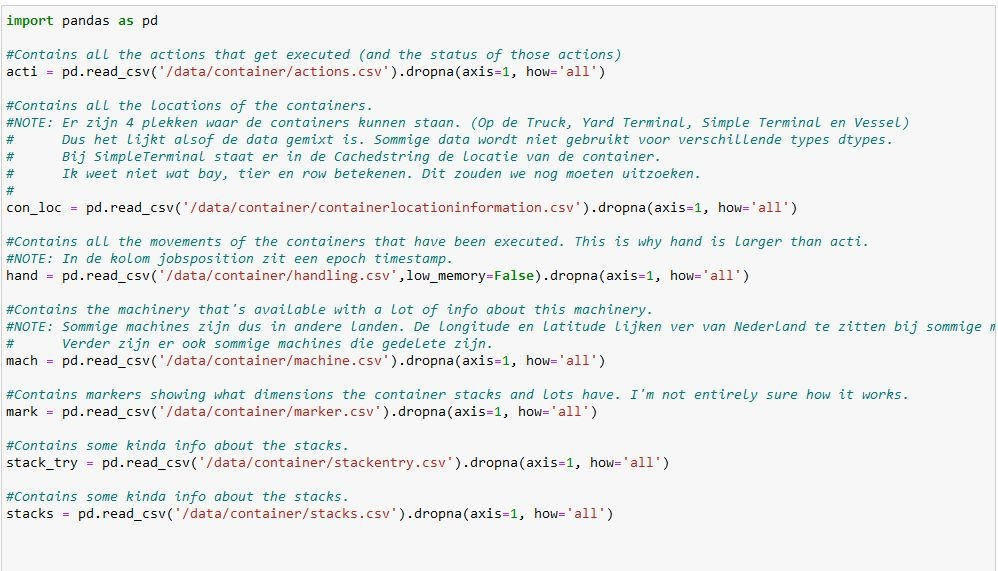 import pandas as pd
#Contains all the actions that get executed (and the status of those actions)
acti = pd.read_csv('/data/container/actions.csv').dropna(axis=1, how='all')
#Contains all the locations of the containers.
#NOTE: Er zijn 4 plekken waar de containers kunnen staan. (Op de Truck, Yard Terminal, Simple Terminal en Vessel)
#      Dus het lijkt alsof de data gemixt is. Sommige data wordt niet gebruikt voor verschillende types dtypes.
#      Bij SimpleTerminal staat er in de Cachedstring de locatie van de container.
#      Ik weet niet wat bay, tier en row betekenen. Dit zouden we nog moeten uitzoeken.
#
con_loc = pd.read_csv('/data/container/containerlocationinformation.csv').dropna(axis=1, how='all')
#Contains all the movements of the containers that have been executed. This is why hand is larger than acti.
#NOTE: In de kolom jobsposition zit een epoch timestamp.
hand = pd.read_csv('/data/container/handling.csv',low_memory=False).dropna(axis=1, how='all')
#Contains the machinery that's available with a lot of info about this machinery.
#NOTE: Sommige machines zijn dus in andere landen. De longitude en latitude lijken ver van Nederland te zitten bij sommige
#      Verder zijn er ook sommige machines die gedelete zijn.
mach = pd.read_csv('/data/container/machine.csv').dropna(axis=1, how='all')
#Contains markers showing what dimensions the container stacks and lots have. I'm not entirely sure how it works.
mark = pd.read_csv('/data/container/marker.csv').dropna(axis=1, how='all')
#Contains some kinda info about the stacks.
stack_try = pd.read_csv('/data/container/stackentry.csv').dropna(axis=1, how='all')
#Contains some kinda info about the stacks.
stacks = pd.read_csv('/data/container/stacks.csv').dropna(axis=1, how='all')